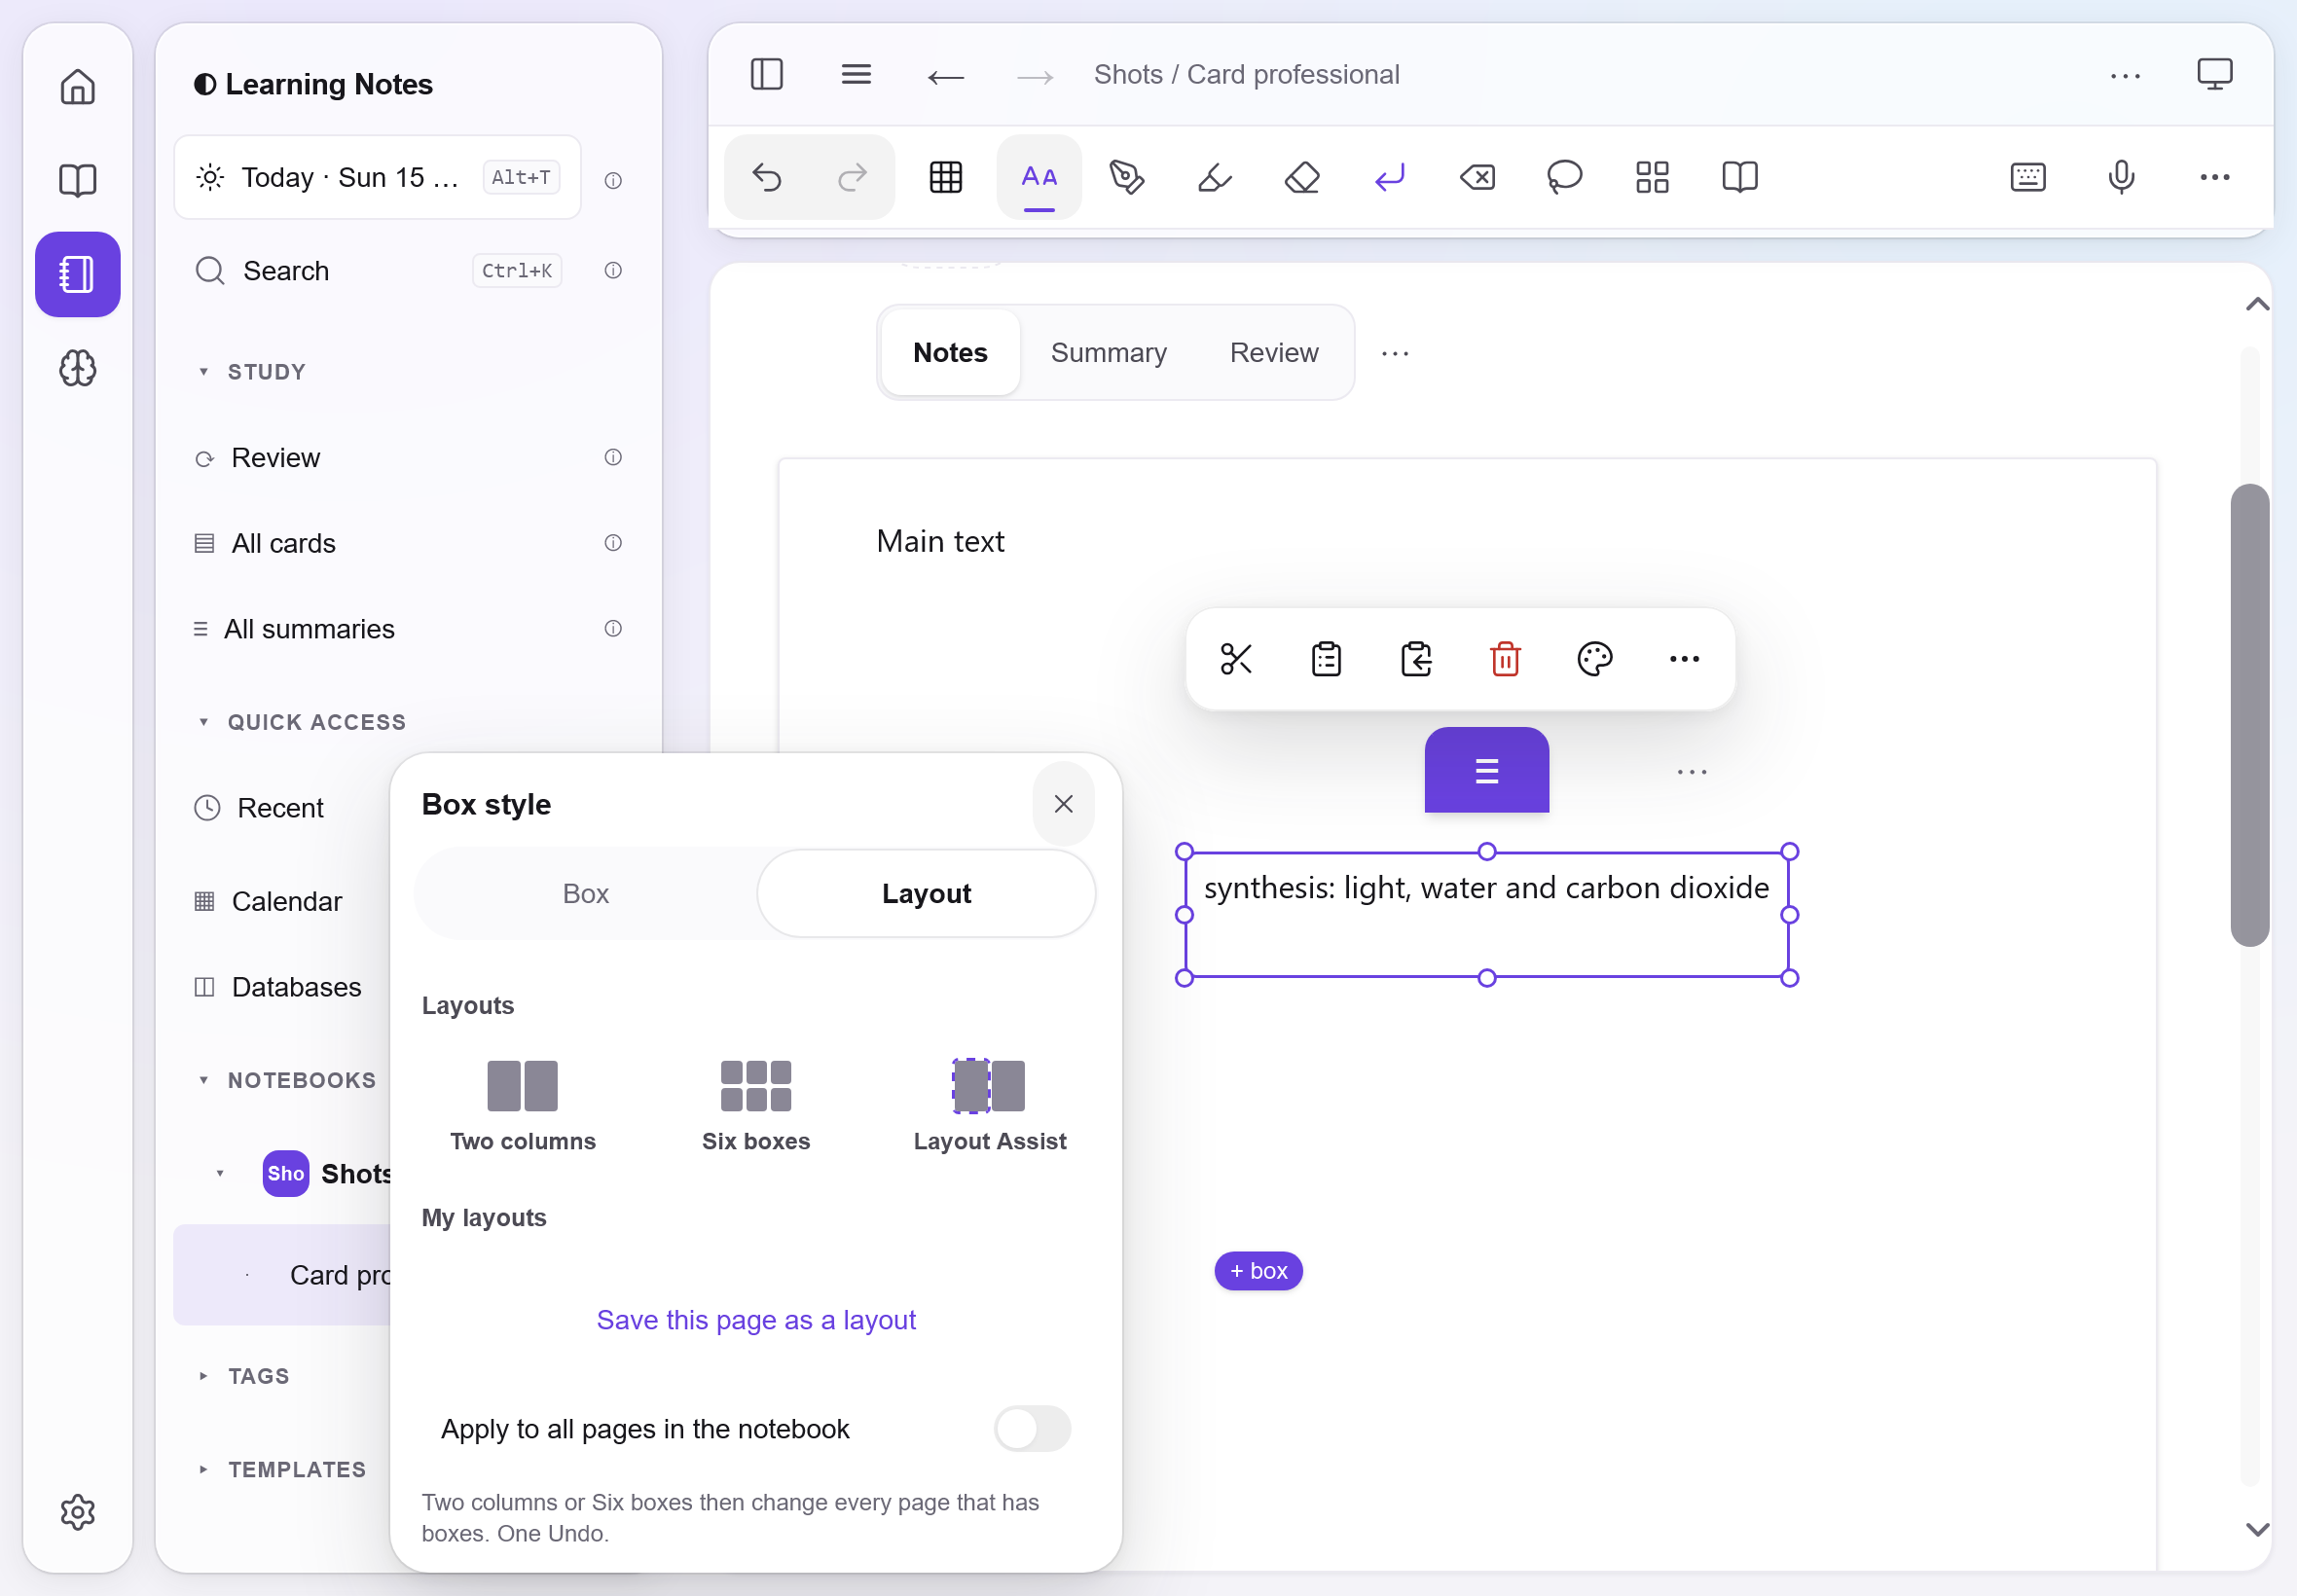 Learning Notes
Today · Sun 15 … Alt+T
Search Ctrl+K
STUDY
Review
All cards
All summaries
QUICK ACCESS
Recent
Calendar
Databases
NOTEBOOKS
Sho Shots
Card pro
TAGS
TEMPLATES
Shots / Card professional
Notes Summary Review
Main text
synthesis: light, water and carbon dioxide
+ box
Box style
Box Layout
Layouts
Two columns Six boxes Layout Assist
My layouts
Save this page as a layout
Apply to all pages in the notebook
Two columns or Six boxes then change every page that has
boxes. One Undo.